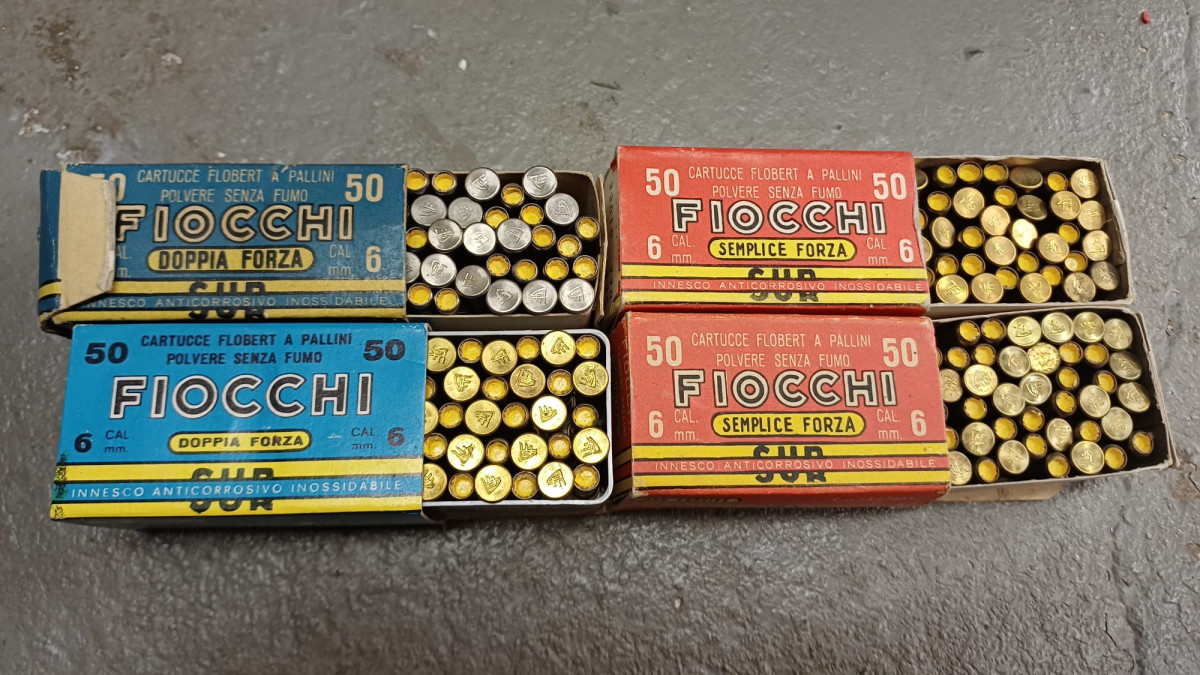 50 CARTUCCE FLOBERT A PALLINI 50
POLVERE SENZA FUMO
FIOCCHI
DOPPIA FORZA
CAL. 6
mm.
INNESCO ANTICORROSIVO INOSSIDABILE
50 CARTUCCE FLOBERT A PALLINI 50
POLVERE SENZA FUMO
FIOCCHI
6 CAL. SEMPLICE FORZA CAL. 6
mm. mm.
INNESCO ANTICORROSIVO INOSSIDABILE
50 CARTUCCE FLOBERT A PALLINI 50
POLVERE SENZA FUMO
FIOCCHI
6 CAL. DOPPIA FORZA CAL. 6
mm. mm.
INNESCO ANTICORROSIVO INOSSIDABILE
50 CARTUCCE FLOBERT A PALLINI 50
POLVERE SENZA FUMO
FIOCCHI
6 CAL. SEMPLICE FORZA CAL. 6
mm. mm.
INNESCO ANTICORROSIVO INOSSIDABILE